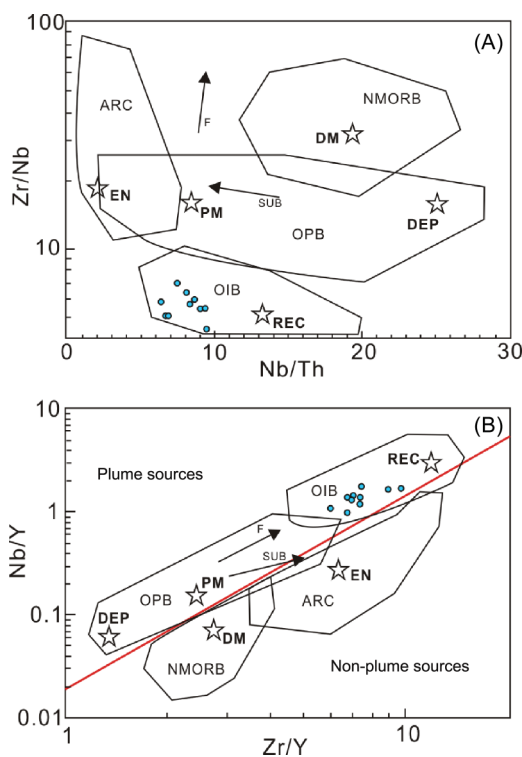 100
(A)
ARC
NMORB
F
DM
Zr/Nb
EN
PM
SUB
OPB
DEP
10
OIB
REC
0
10
20
30
Nb/Th
10
(B)
REC
Plume sources
OIB
1
F
Nb/Y
SUB
PM
EN
OPB
ARC
DEP
0.1
DM
NMORB
Non-plume sources
0.01
1
10
Zr/Y